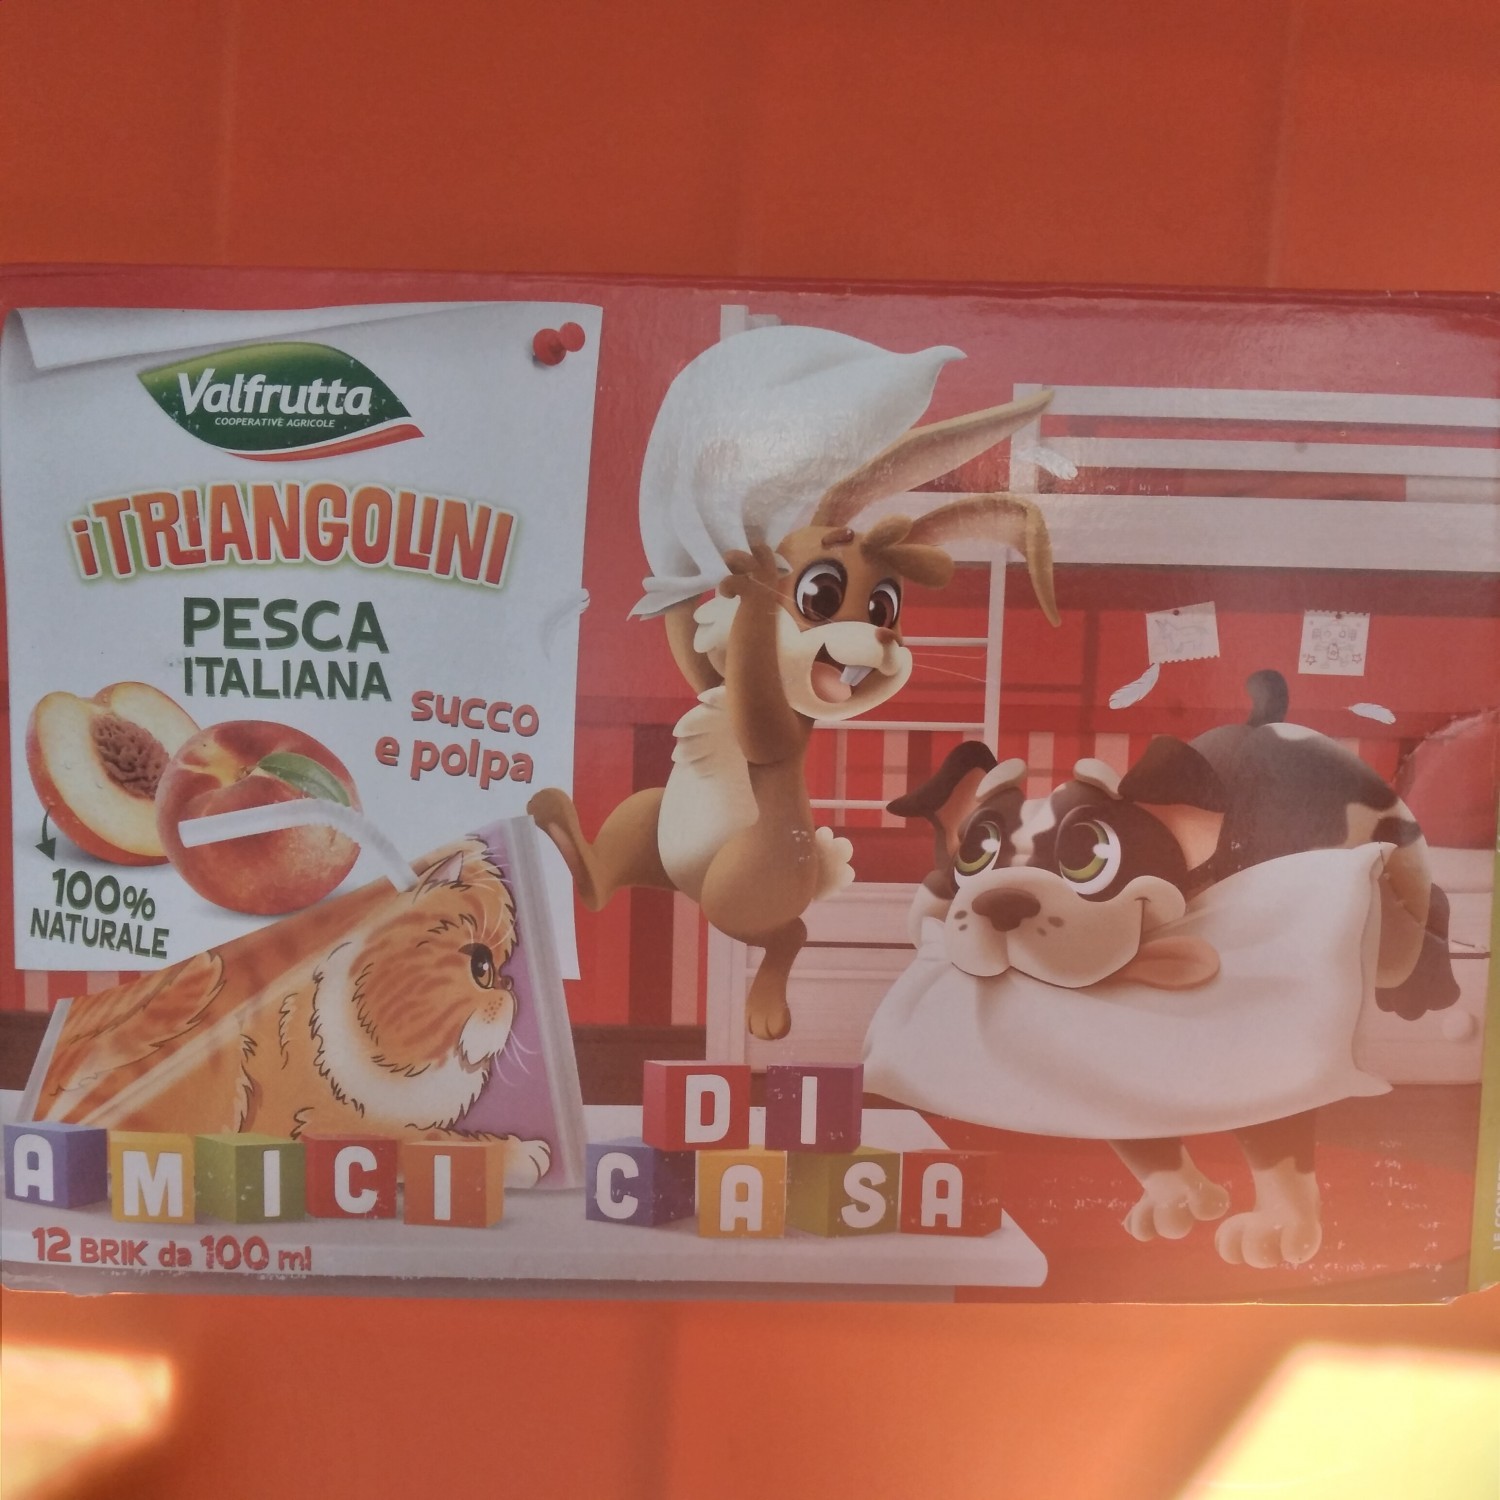 Valfrutta
COOPERATIVE AGRICOLE
iTRIANGOLINI
PESCA
ITALIANA
succo
e polpa
100%
NATURALE
DI
AMICI CASA
12 BRIK da 100 ml